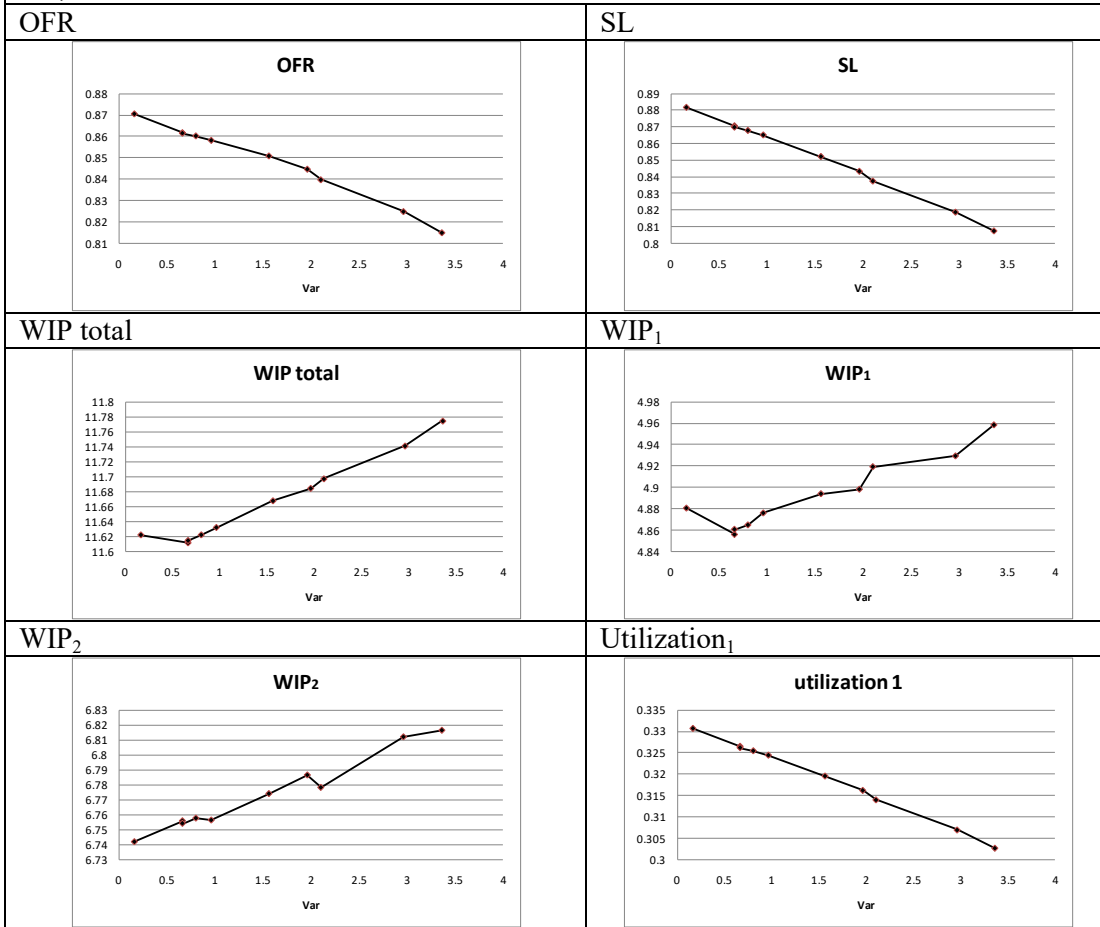 OFR
SL
OFR
0.88
0.87
0.86
0.85
0.84
0.83
0.82
0.81
0 0.5 1 1.5 2 2.5 3 3.5 4
Var
SL
0.89
0.88
0.87
0.86
0.85
0.84
0.83
0.82
0.81
0.8
0 0.5 1 1.5 2 2.5 3 3.5 4
Var
WIP total
WIP1
WIP total
11.8
11.78
11.76
11.74
11.72
11.7
11.68
11.66
11.64
11.62
11.6
0 0.5 1 1.5 2 2.5 3 3.5 4
Var
WIP1
4.98
4.96
4.94
4.92
4.9
4.88
4.86
4.84
0 0.5 1 1.5 2 2.5 3 3.5 4
Var
WIP2
Utilization1
WIP2
6.83
6.82
6.81
6.8
6.79
6.78
6.77
6.76
6.75
6.74
6.73
0 0.5 1 1.5 2 2.5 3 3.5 4
Var
utilization 1
0.335
0.33
0.325
0.32
0.315
0.31
0.305
0.3
0 0.5 1 1.5 2 2.5 3 3.5 4
Var